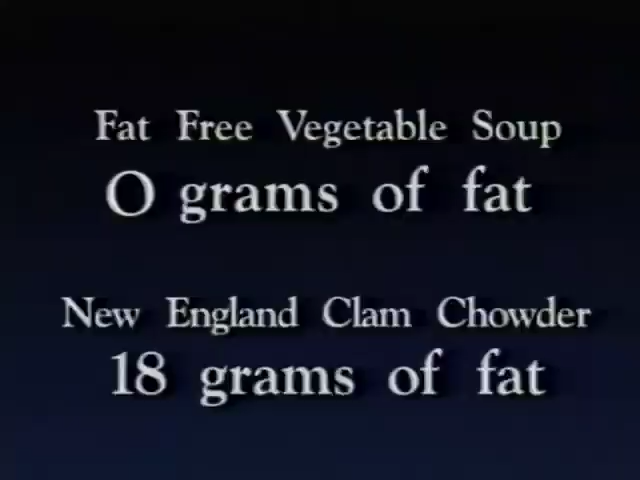 Fat Free Vegetable Soup
0 grams of fat
New England Clam Chowder
18 grams of fat